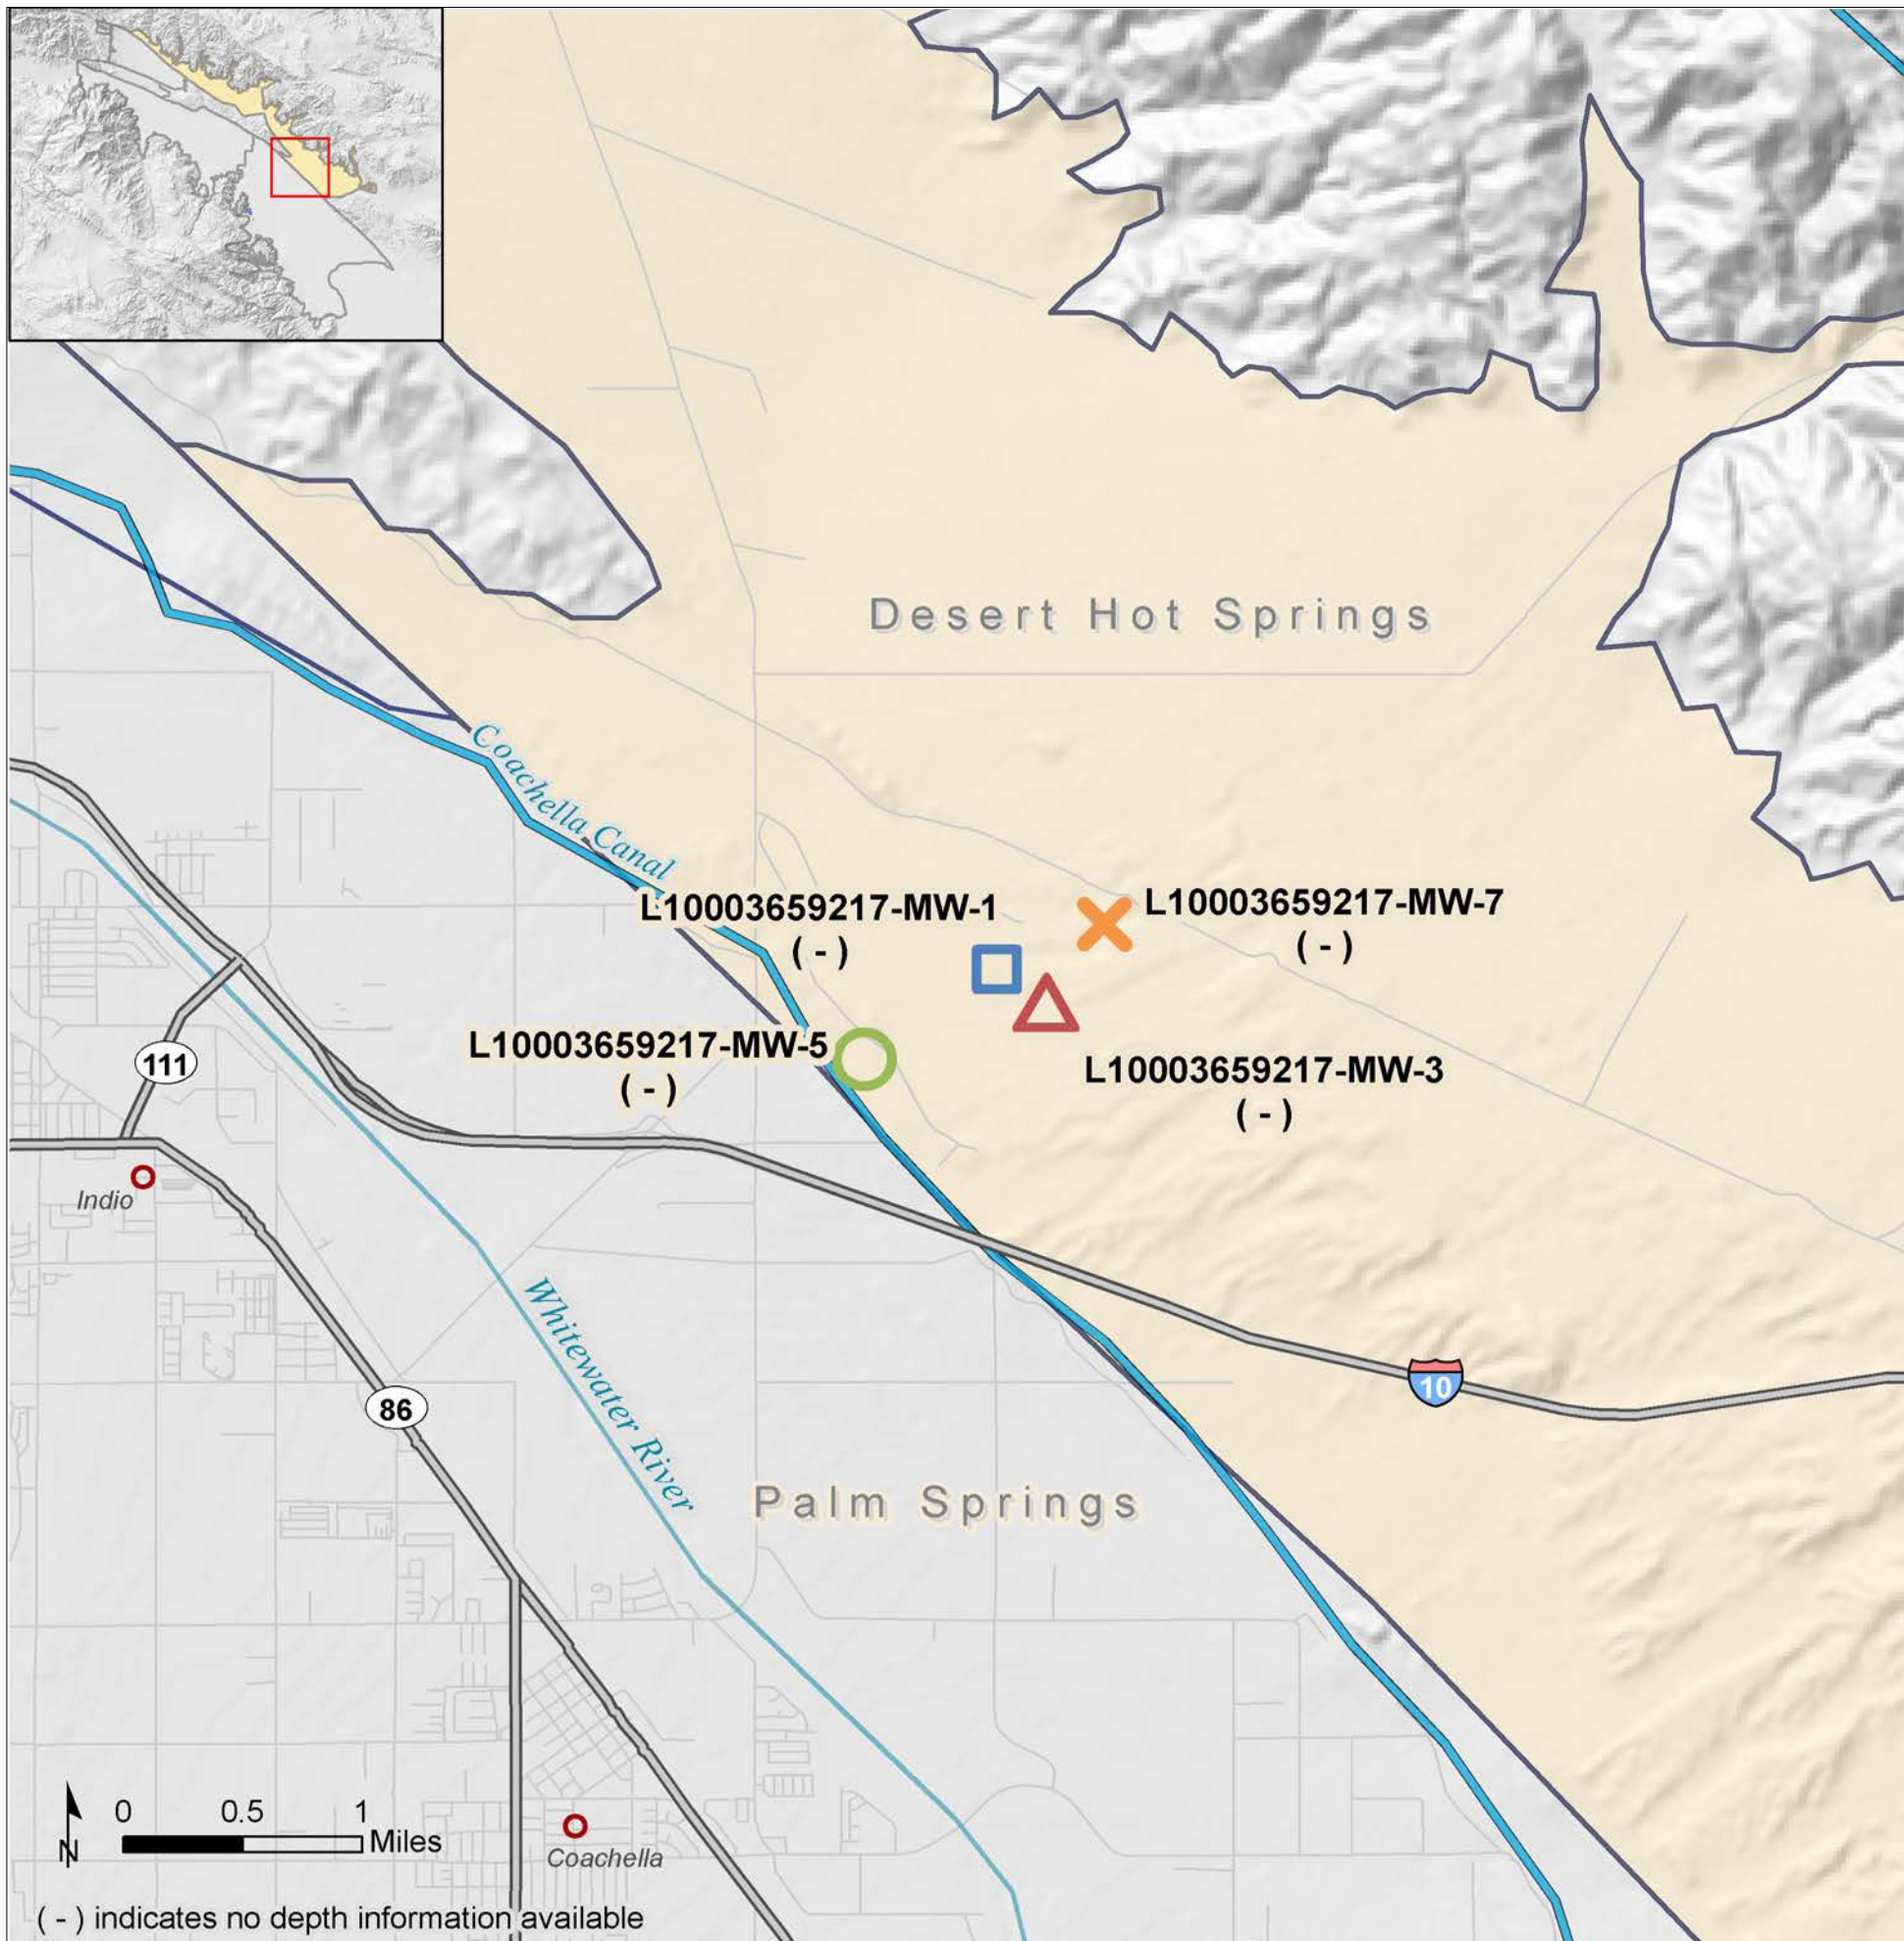 Desert Hot Springs
Coachella Canal
L10003659217-MW-1
( - )
L10003659217-MW-7
( - )
L10003659217-MW-5
( - )
L10003659217-MW-3
( - )
111
Indio
Whitewater River
10
86
Palm Springs
0 0.5 1
Miles
N
Coachella
( - ) indicates no depth information available